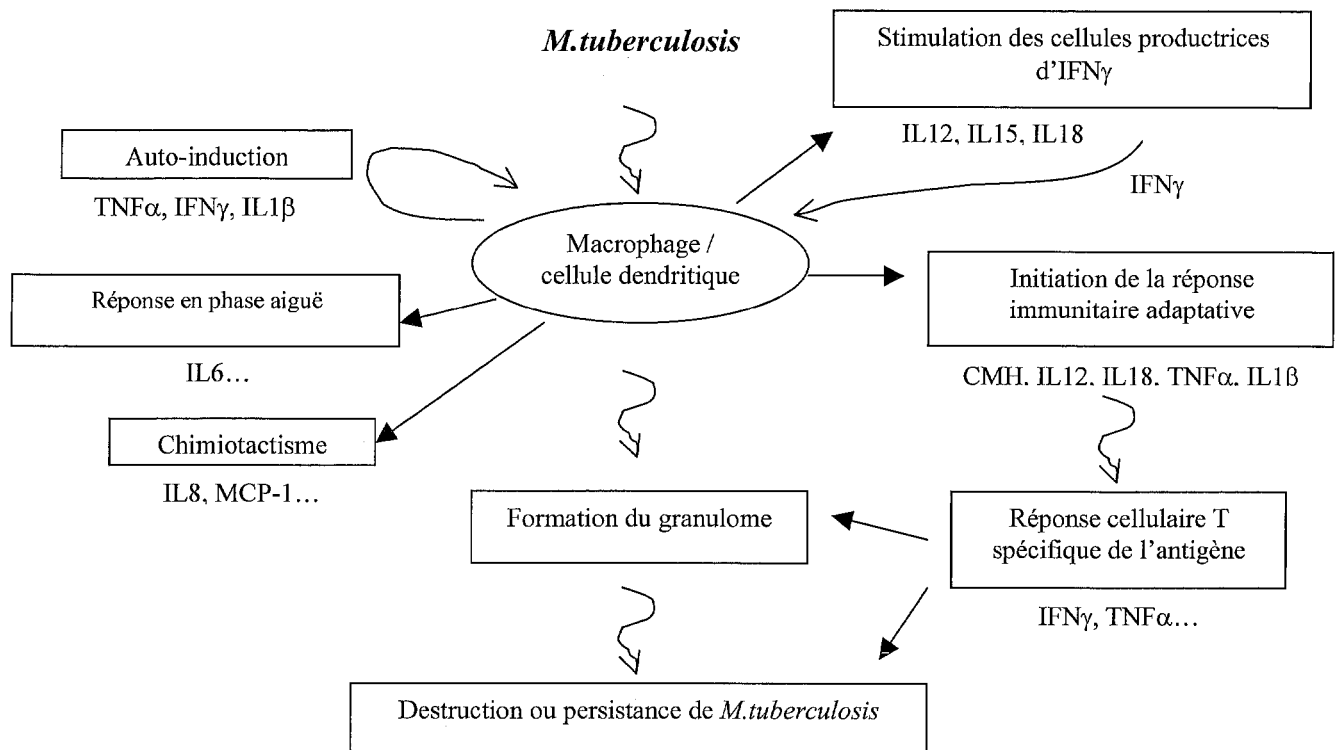 M.tuberculosis
Stimulation des cellules productrices
d'IFNγ
IL12, IL15, IL18
IFNγ
Auto-induction
TNFα, IFNγ, IL1β
Macrophage /
cellule dendritique
Réponse en phase aiguë
IL6…
Initiation de la réponse
immunitaire adaptative
CMH. IL12. IL18. TNFα. IL1β
Chimiotactisme
IL8, MCP-1…
Formation du granulome
Réponse cellulaire T
spécifique de l'antigène
IFNγ, TNFα…
Destruction ou persistance de M.tuberculosis